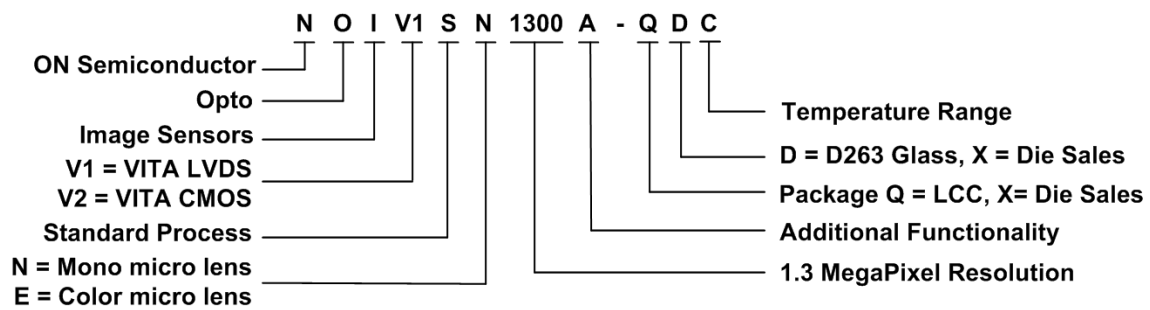 N O I V1 S N 1300 A - Q D C
ON Semiconductor
Opto
Image Sensors
V1 = VITA LVDS
V2 = VITA CMOS
Standard Process
N = Mono micro lens
E = Color micro lens
Temperature Range
D = D263 Glass, X = Die Sales
Package Q = LCC, X= Die Sales
Additional Functionality
1.3 MegaPixel Resolution